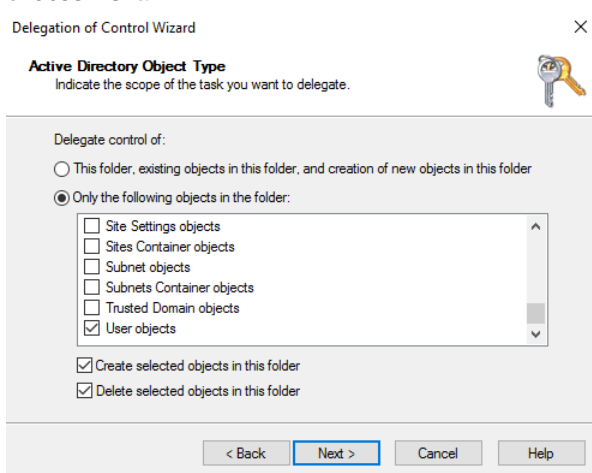 Delegation of Control Wizard
Active Directory Object Type
Indicate the scope of the task you want to delegate.
Delegate control of:
This folder, existing objects in this folder, and creation of new objects in this folder
Only the following objects in the folder:
Site Settings objects
Sites Container objects
Subnet objects
Subnets Container objects
Trusted Domain objects
User objects
Create selected objects in this folder
Delete selected objects in this folder
< Back Next > Cancel Help